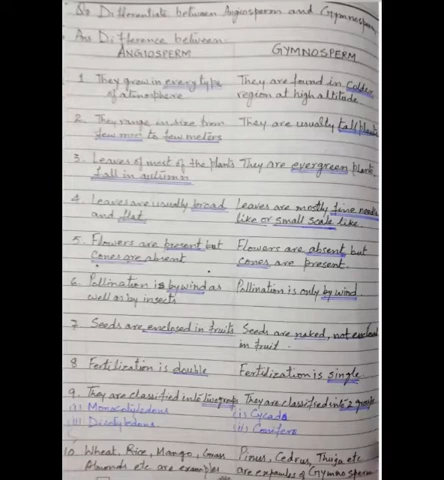 Q. Differentiate between Angiosperm and Gymnosperm
Ans Difference between-
ANGIOSPERM GYMNOSPERM
1. They grow in every type They are found in colder
of atmosphere region at high altitude.
2. They range in size from They are usually tall plants
few mm to few meters
3. Leaves of most of the plants They are evergreen plants
fall in autumn
4. Leaves are usually broad Leaves are mostly fine needle
and flat like or small scale like
5. Flowers are present but Flowers are absent but
Cones are absent cones are present.
6. Pollination is by wind as Pollination is only by wind.
well as by insects
7. Seeds are enclosed in fruits Seeds are naked, not enclosed
in fruit.
8 Fertilization is double Fertilization is single.
9. They are classified into two group They are classified into 2 groups
(i) Monocotyledons (i) Cycads
(ii) Dicotyledons (ii) Conifers
10. Wheat, Rice, Mango, Pinus, Cedrus, Thuja etc
Almonds etc are examples are examples of Gymnosperm